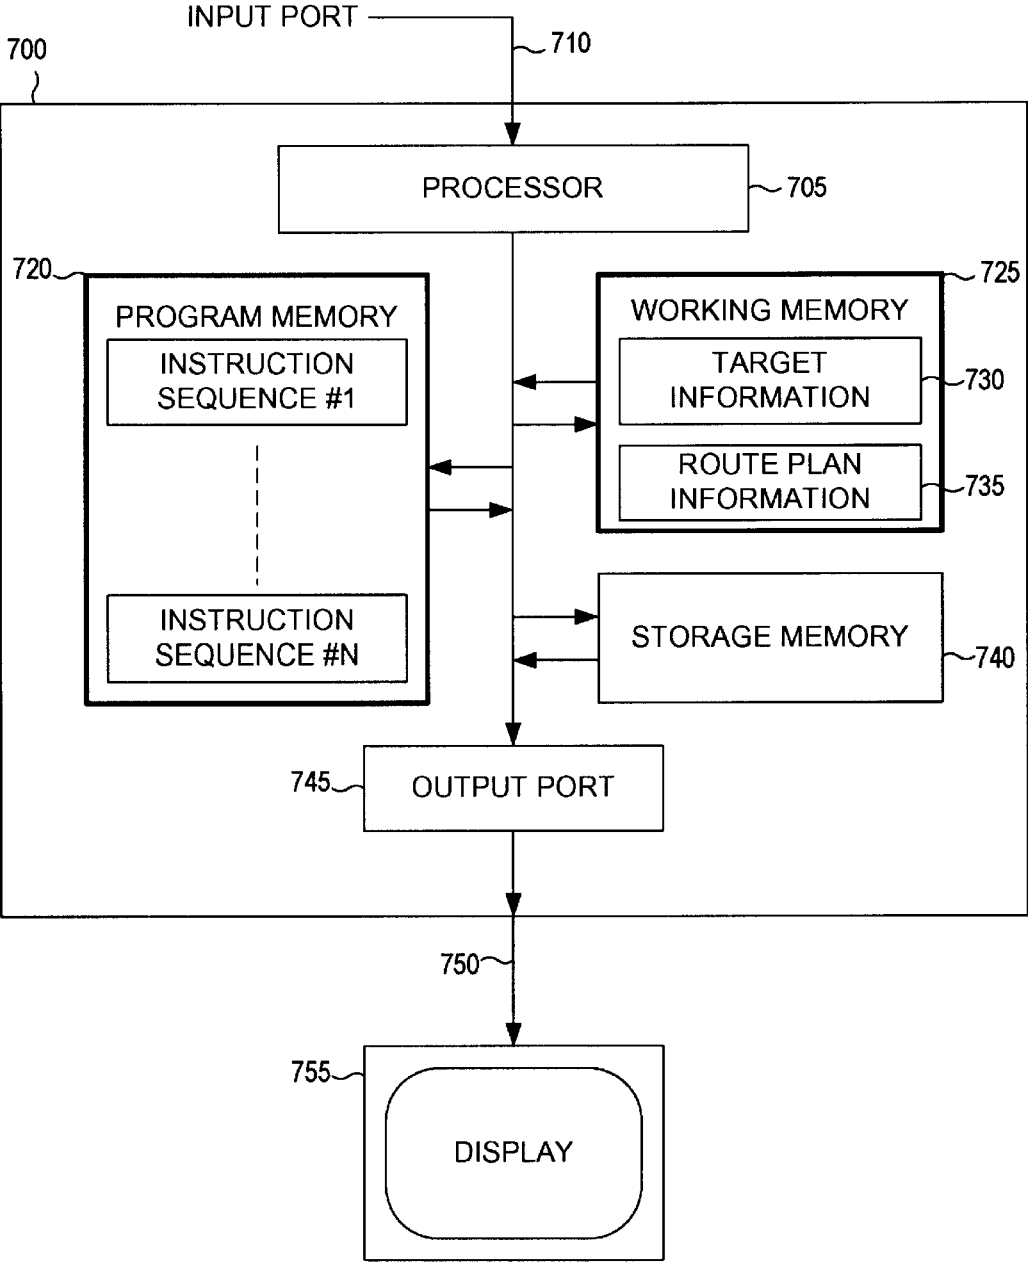 INPUT PORT
710
700
PROCESSOR
705
720
PROGRAM MEMORY
INSTRUCTION
SEQUENCE #1
INSTRUCTION
SEQUENCE #N
725
WORKING MEMORY
TARGET
INFORMATION
730
ROUTE PLAN
INFORMATION
735
STORAGE MEMORY
740
745
OUTPUT PORT
750
755
DISPLAY